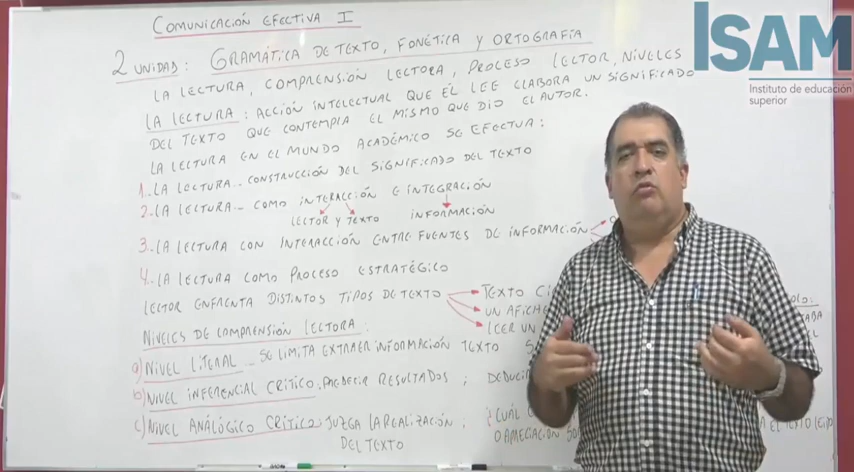 COMUNICACIÓN EFECTIVA I
ISAM
Instituto de educación
superior
2 UNIDAD: GRAMÁTICA DE TEXTO, FONÉTICA Y ORTOGRAFÍA
LA LECTURA, COMPRENSIÓN LECTORA, PROCESO LECTOR, NIVELES
LA LECTURA: ACCIÓN INTELECTUAL QUE EL LEE ELABORA UN SIGNIFICADO
DEL TEXTO QUE CONTEMPLA EL MISMO QUE DIO EL AUTOR.
LA LECTURA EN EL MUNDO ACADÉMICO SE EFECTUA:
1. LA LECTURA.. CONSTRUCCIÓN DEL SIGNIFICADO DEL TEXTO
2. LA LECTURA.. COMO INTERACCIÓN E INTEGRACIÓN
LECTOR Y TEXTO INFORMACIÓN
3. LA LECTURA CON INTERACCIÓN ENTRE FUENTES DE INFORMACIÓN
4. LA LECTURA COMO PROCESO ESTRATÉGICO
LECTOR ENFRENTA DISTINTOS TIPOS DE TEXTO TEXTO
UN AFICHE
LEER UN
NIVELES DE COMPRENSIÓN LECTORA:
a) NIVEL LITERAL.. SE LIMITA EXTRAER INFORMACIÓN TEXTO
b) NIVEL INFERENCIAL CRÍTICO: PREDECIR RESULTADOS; DEDUCIR
c) NIVEL ANÁLOGICO CRÍTICO: JUZGA LA REALIZACIÓN; ¿CUÁL
DEL TEXTO O APRECIACIÓN